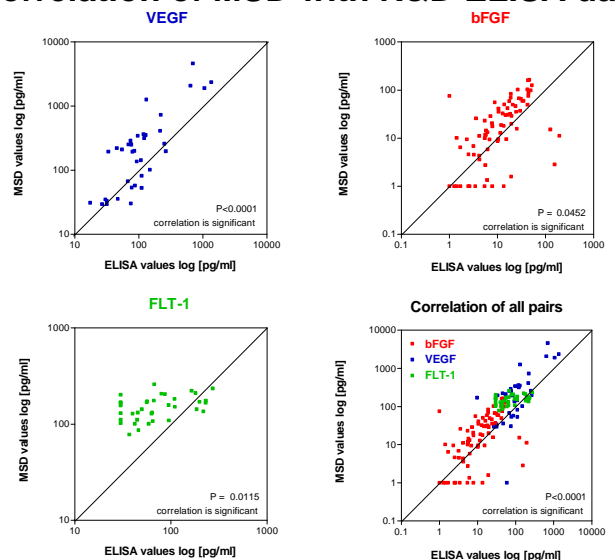 VEGF
10000
1000
100
10
10
100
1000
10000
MSD values log [pg/ml]
P<0.0001
correlation is significant
ELISA values log [pg/ml]
bFGF
1000
100
10
1
0.1
0.1
1
10
100
1000
MSD values log [pg/ml]
P = 0.0452
correlation is significant
ELISA values log [pg/ml]
FLT-1
1000
100
10
10
100
1000
MSD values log [pg/ml]
P = 0.0115
correlation is significant
ELISA values log [pg/ml]
Correlation of all pairs
bFGF
VEGF
FLT-1
10000
1000
100
10
1
0.1
0.1
1
10
100
1000
10000
MSD values log [pg/ml]
P<0.0001
correlation is significant
ELISA values log [pg/ml]